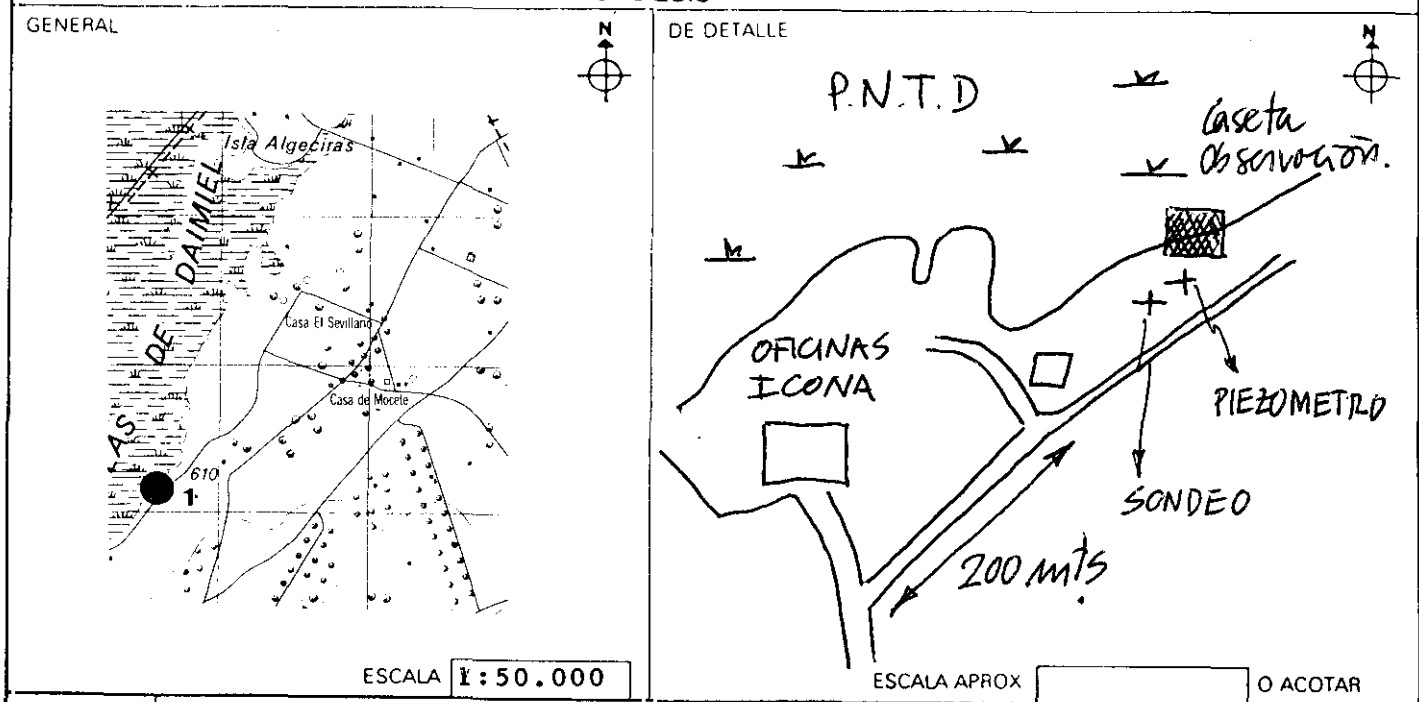 GENERAL
N
Isla Algeciras
DE DAIMIEL
AS
Casa El Sevillano
Casa de Mocete
610
1
ESCALA 1:50.000
DE DETALLE
N
P.N.T.D
Caseta
Observación.
OFICINAS
ICONA
PIEZOMETRO
SONDEO
200 mts
ESCALA APROX O ACOTAR